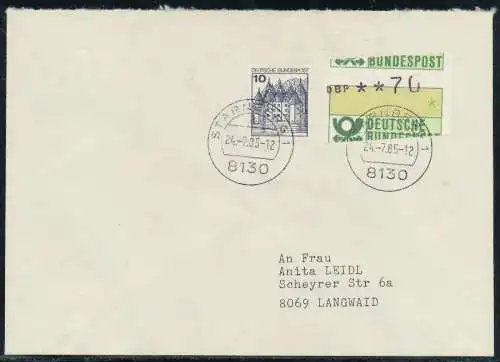 DEUTSCHE BUNDESPOST
10
BUNDESPOST
DBP **70
DEUTSCHE
BUNDESPOST
24.-7.85-12
8130
24.-7.85-12
8130
An Frau
Anita LEIDL
Scheyrer Str 6a
8069 LANGWAID